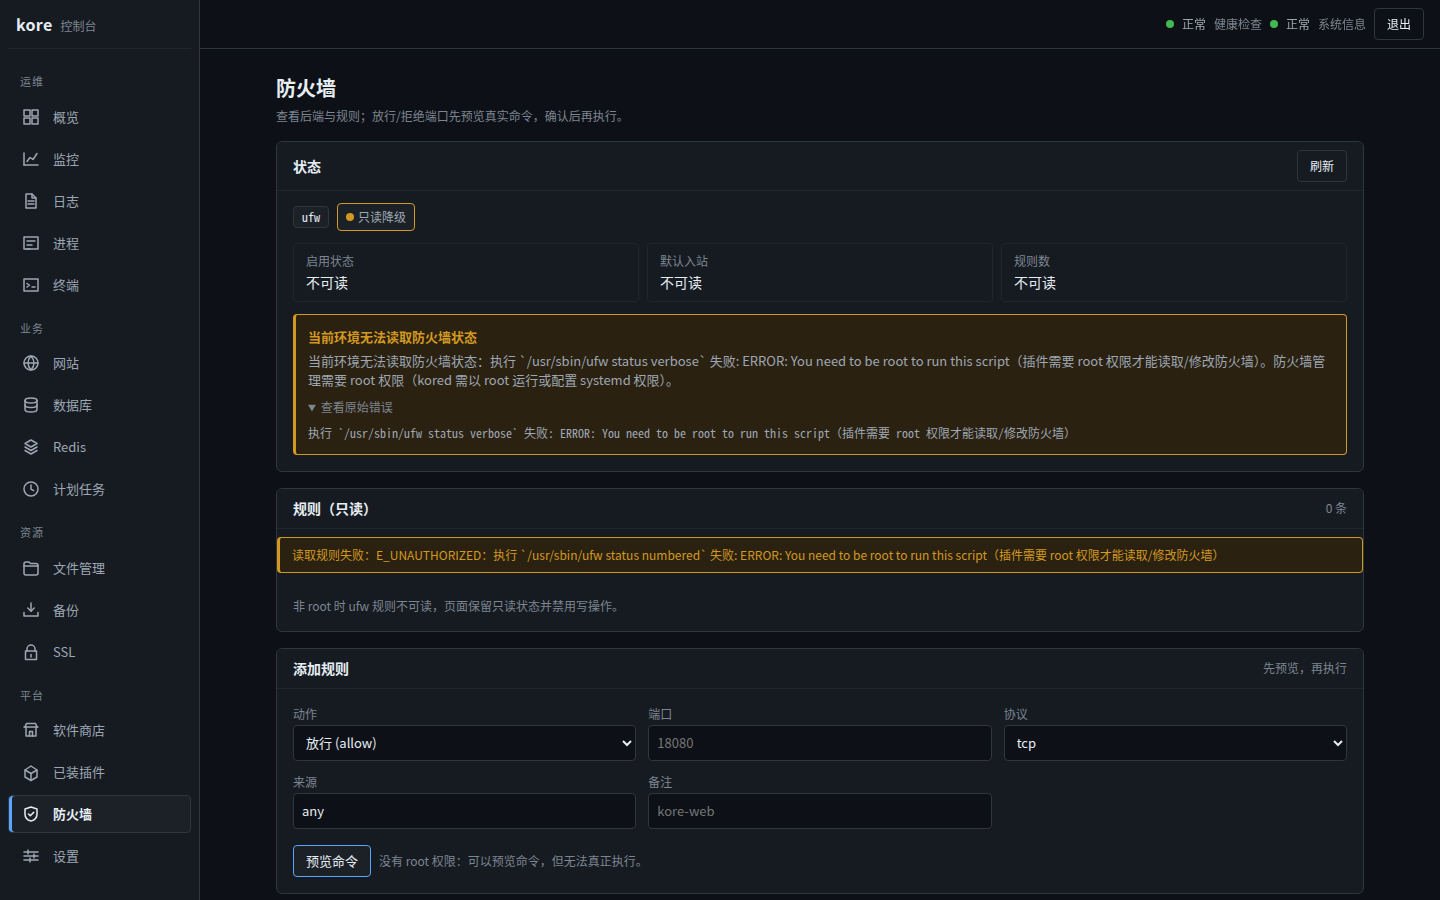 kore 控制台
正常 健康检查 正常 系统信息 退出
运维
概览
监控
日志
进程
终端
业务
网站
数据库
Redis
计划任务
资源
文件管理
备份
SSL
平台
软件商店
已装插件
防火墙
设置
防火墙
查看后端与规则；放行/拒绝端口先预览真实命令，确认后再执行。
状态
刷新
ufw 只读降级
启用状态
不可读
默认入站
不可读
规则数
不可读
当前环境无法读取防火墙状态
当前环境无法读取防火墙状态：执行 `/usr/sbin/ufw status verbose` 失败: ERROR: You need to be root to run this script（插件需要 root 权限才能读取/修改防火墙）。防火墙管
理需要 root 权限（kored 需以 root 运行或配置 systemd 权限）。
▼ 查看原始错误
执行 `/usr/sbin/ufw status verbose` 失败: ERROR: You need to be root to run this script（插件需要 root 权限才能读取/修改防火墙）
规则（只读）
0 条
读取规则失败：E_UNAUTHORIZED：执行 `/usr/sbin/ufw status numbered` 失败: ERROR: You need to be root to run this script（插件需要 root 权限才能读取/修改防火墙）
非 root 时 ufw 规则不可读，页面保留只读状态并禁用写操作。
添加规则
先预览，再执行
动作
放行 (allow)
端口
18080
协议
tcp
来源
any
备注
kore-web
预览命令 没有 root 权限：可以预览命令，但无法真正执行。